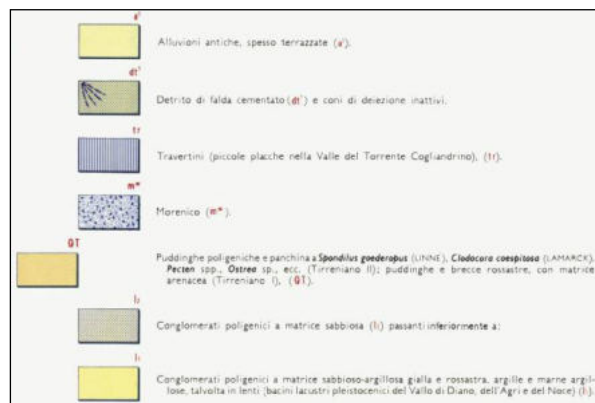 a¹
Alluvioni antiche, spesso terrazzate (a¹).
dt¹
Detrito di falda cementato (dt¹) e coni di deiezione inattivi.
tr
Travertini (piccole placche nella Valle del Torrente Cogliandrino), (tr).
Morenico
QT
Puddinghe poligeniche e panchina a Spondilus gaederopus (LINNE), Cladocora caespitosa (LAMARCK),
Pecten spp., Ostrea sp., ecc. (Tirreniano II); puddinghe e brecce rossastre, con matrice
arenacea (Tirreniano I), (QT).
l₂
Conglomerati poligenici a matrice sabbiosa (l₂) passanti inferiormente a:
l₁
Conglomerati poligenici a matrice sabbioso-argillosa gialla e rossastra, argille e marne argil-
lose, talvolta in lenti (bacini lacustri pleistocenici del Vallo di Diano, dell'Agri e del Noce) (l₁).